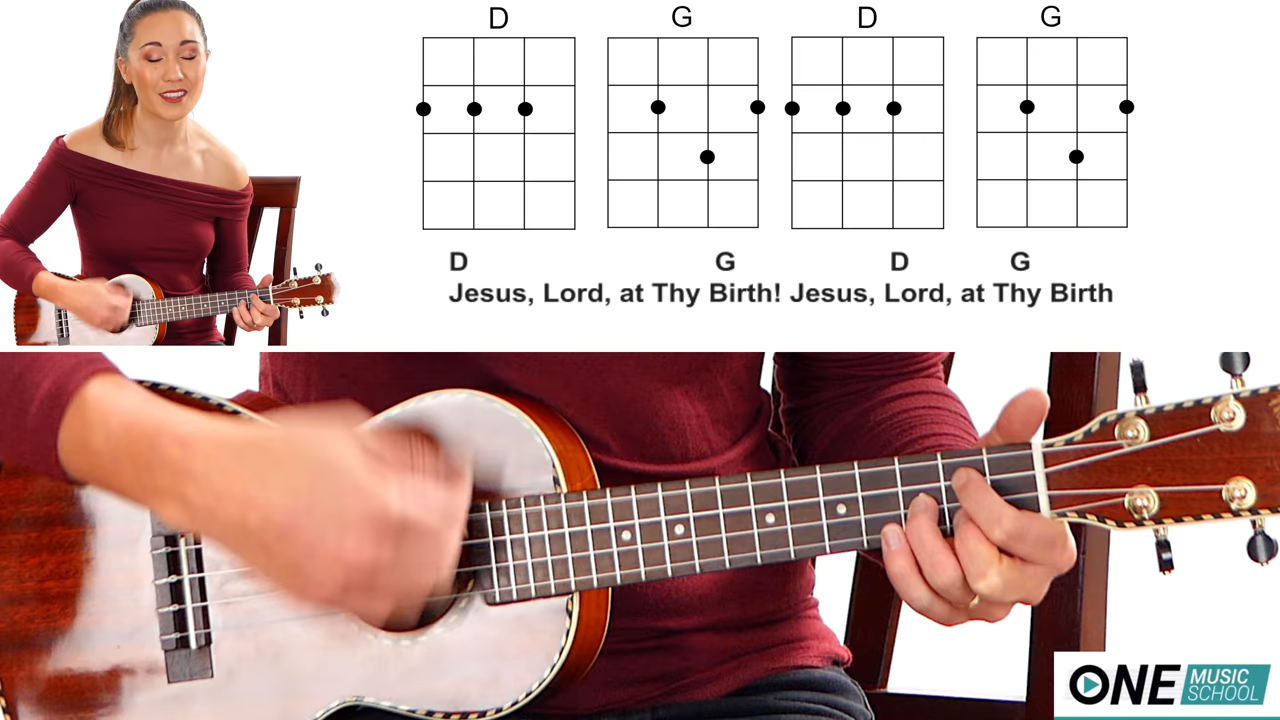 D G D G
D G D G
Jesus, Lord, at Thy Birth! Jesus, Lord, at Thy Birth
ONE MUSIC SCHOOL